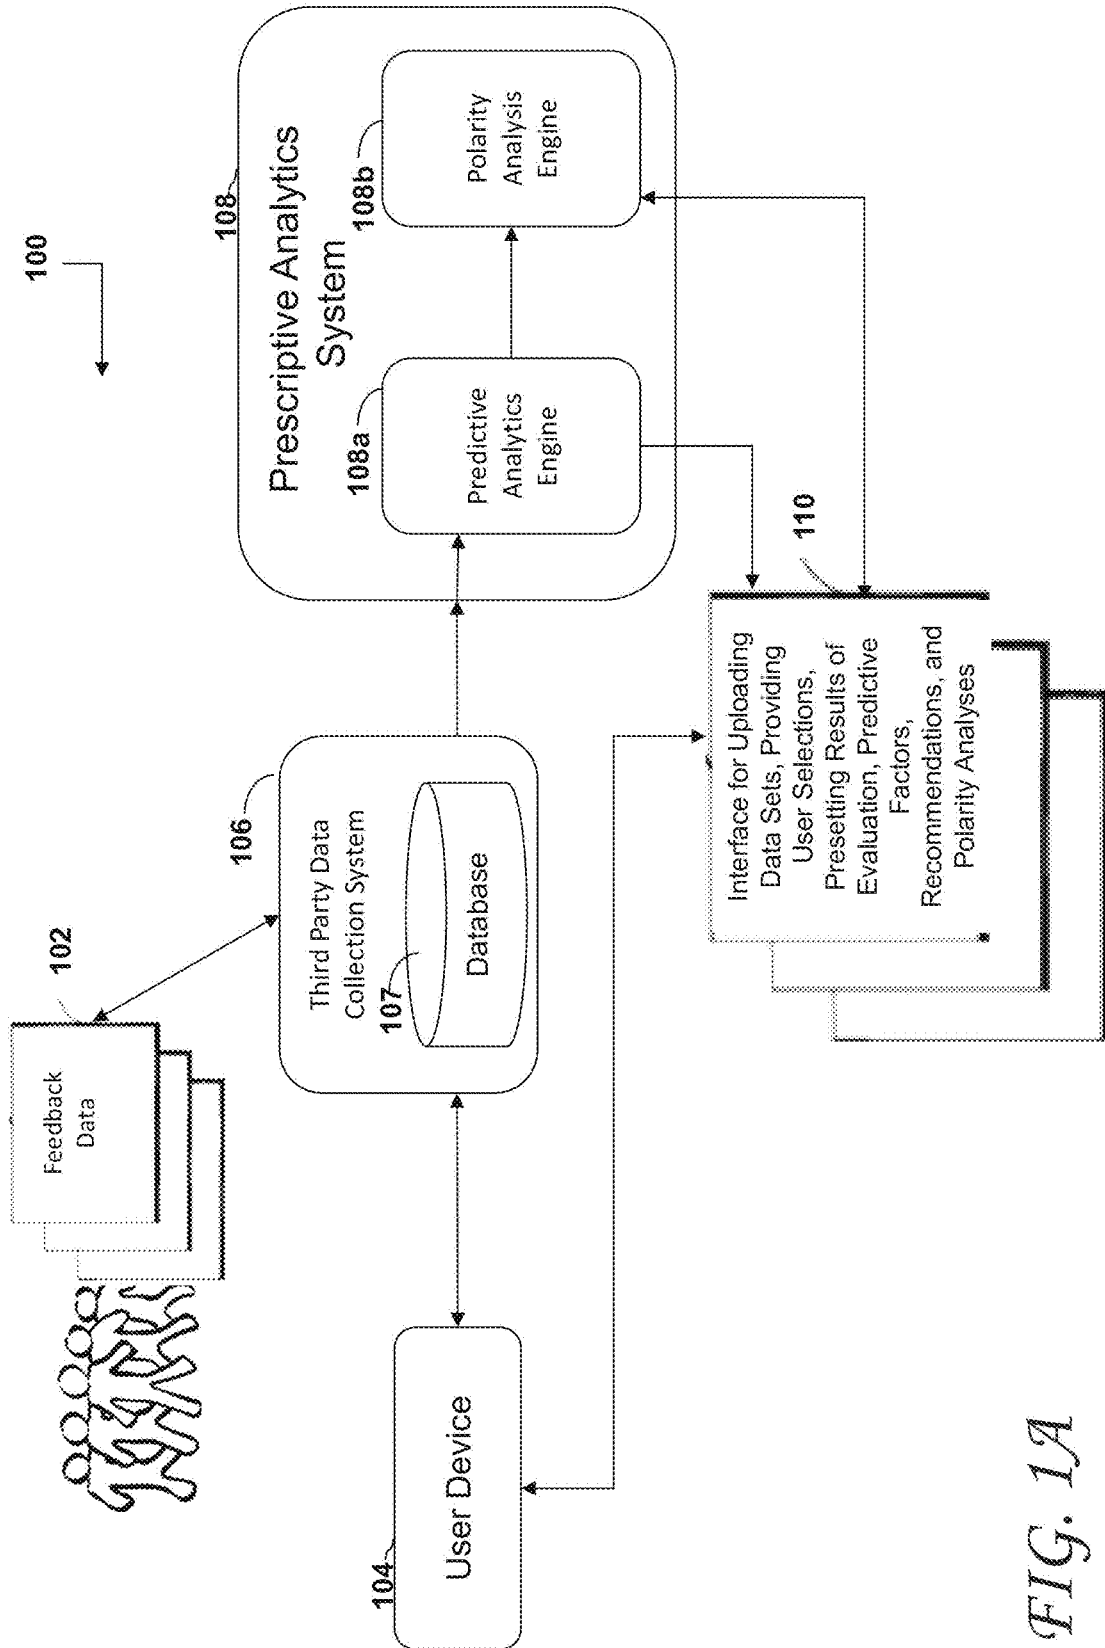 100
102
Feedback
Data
108
Prescriptive Analytics
System
108a
Predictive
Analytics
Engine
108b
Polarity
Analysis
Engine
106
Third Party Data
Collection System
107
Database
104
User Device
110
Interface for Uploading
Data Sets, Providing
User Selections,
Presetting Results of
Evaluation, Predictive
Factors,
Recommendations, and
Polarity Analyses
FIG. 1A